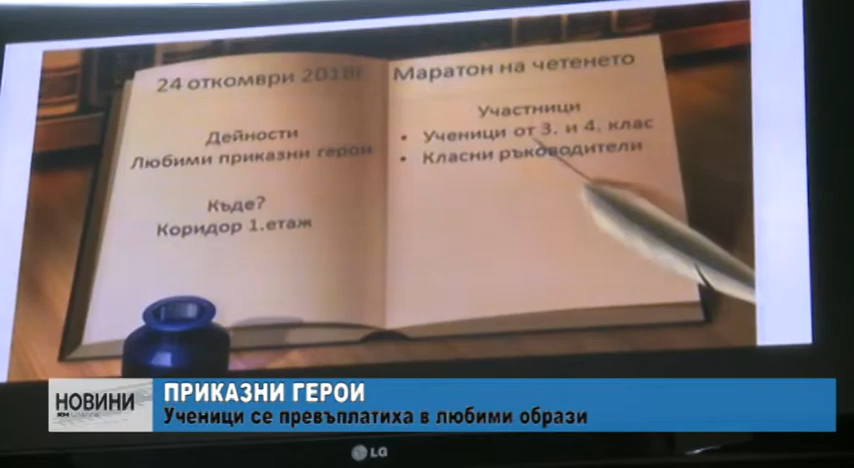 24 откомври 2018г.
Дейности
Любими приказни герои
Къде?
Коридор 1.етаж
Маратон на четенето
Участници
• Ученици от 3. и 4. клас
• Класни ръководители
НОВИНИ
ПРИКАЗНИ ГЕРОИ
Ученици се превъплатиха в любими образи
LG